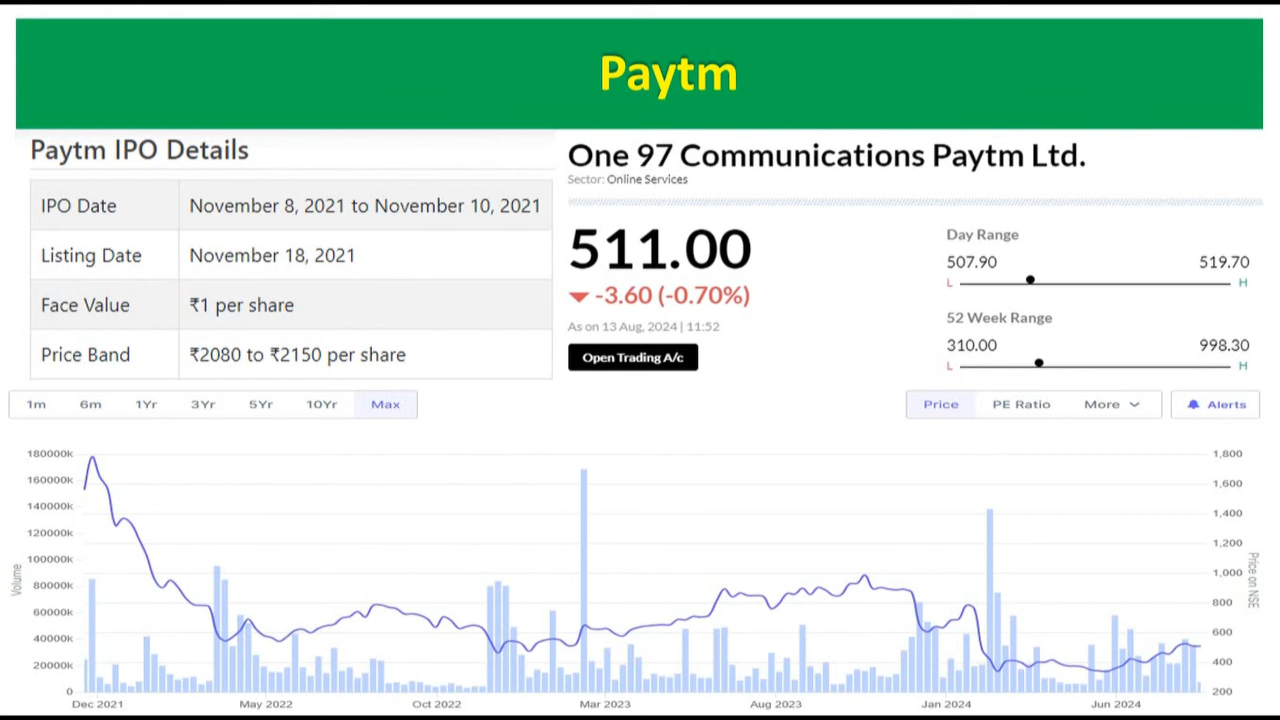 Paytm
Paytm IPO Details
IPO Date November 8, 2021 to November 10, 2021
Listing Date November 18, 2021
Face Value ₹1 per share
Price Band ₹2080 to ₹2150 per share
One 97 Communications Paytm Ltd.
Sector: Online Services
511.00
-3.60 (-0.70%)
As on 13 Aug, 2024 | 11:52
Open Trading A/c
Day Range
507.90 519.70
L H
52 Week Range
310.00 998.30
L H
1m 6m 1Yr 3Yr 5Yr 10Yr Max
Price PE Ratio More Alerts
180000k 1,800
160000k 1,600
140000k 1,400
120000k 1,200
100000k 1,000
80000k 800
60000k 600
40000k 400
20000k 200
0
Volume
Price on NSE
Dec 2021 May 2022 Oct 2022 Mar 2023 Aug 2023 Jan 2024 Jun 2024